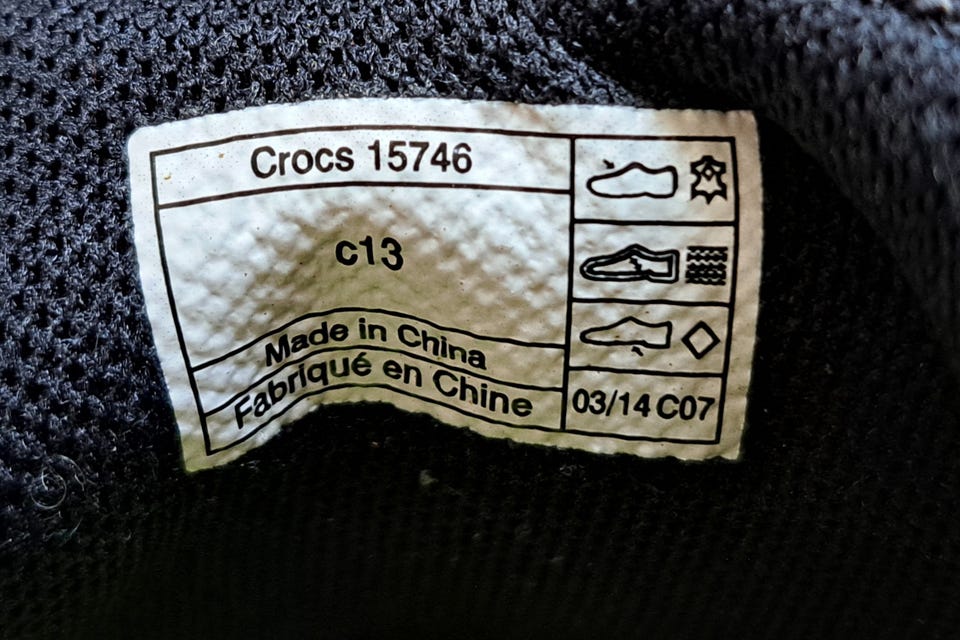 Crocs 15746
c13
Made in China
Fabriqué en Chine
03/14 C07